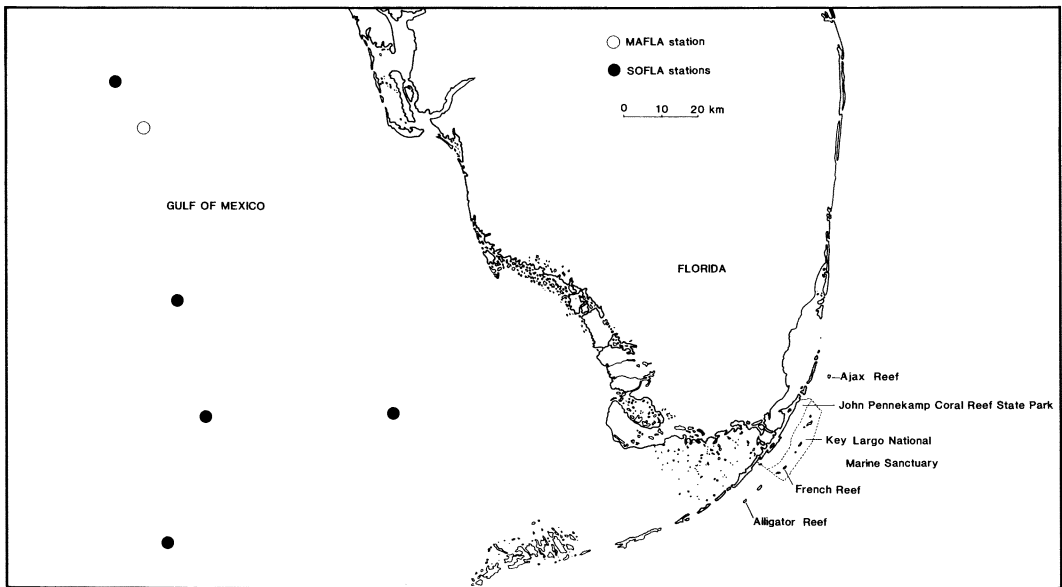 MAFLA station
SOFLA stations
0 10 20 km
GULF OF MEXICO
FLORIDA
Ajax Reef
John Pennekamp Coral Reef State Park
Key Largo National
Marine Sanctuary
French Reef
Alligator Reef